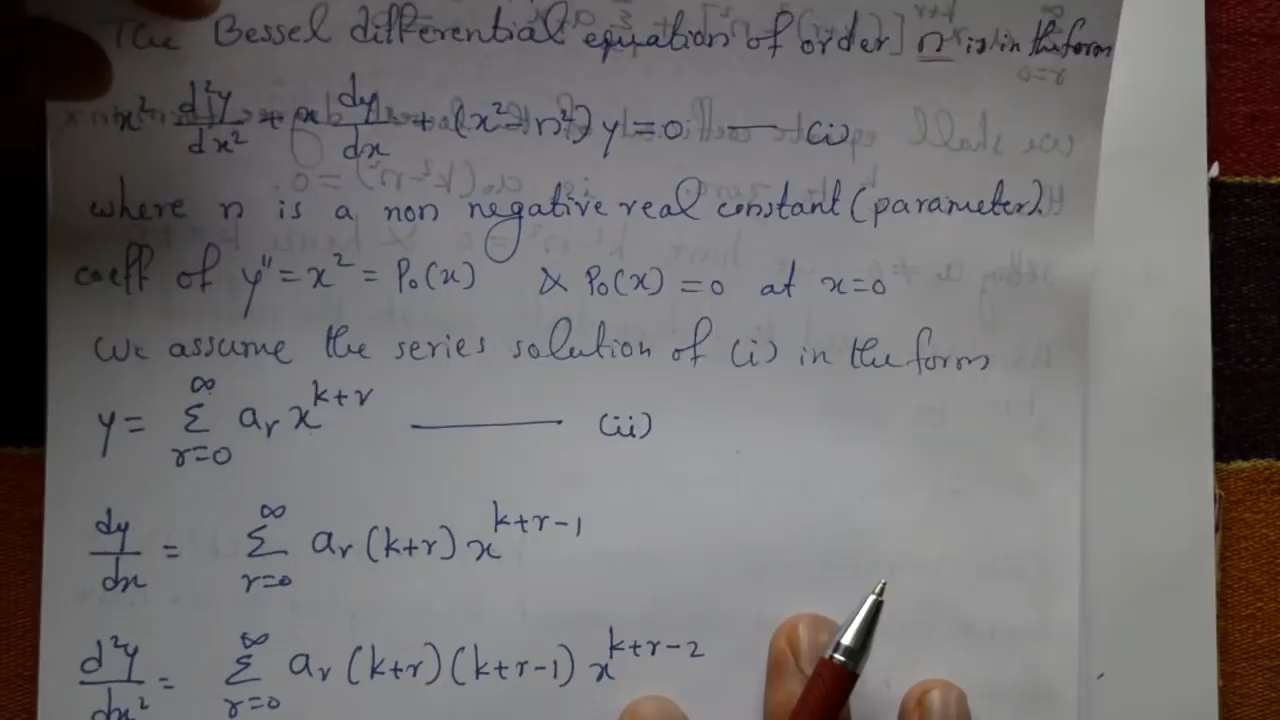 The Bessel differential equation of order n is in the form
x² d²y/dx² + x dy/dx + (x²-n²) y = 0 — (i)
where n is a non negative real constant (parameter).
coeff of y'' = x² = P₀(x) & P₀(x) = 0 at x=0
We assume the series solution of (i) in the form
y = Σ_{r=0}^{∞} a_r x^{k+r} — (ii)
dy/dx = Σ_{r=0}^{∞} a_r (k+r) x^{k+r-1}
d²y/dx² = Σ_{r=0}^{∞} a_r (k+r)(k+r-1) x^{k+r-2}